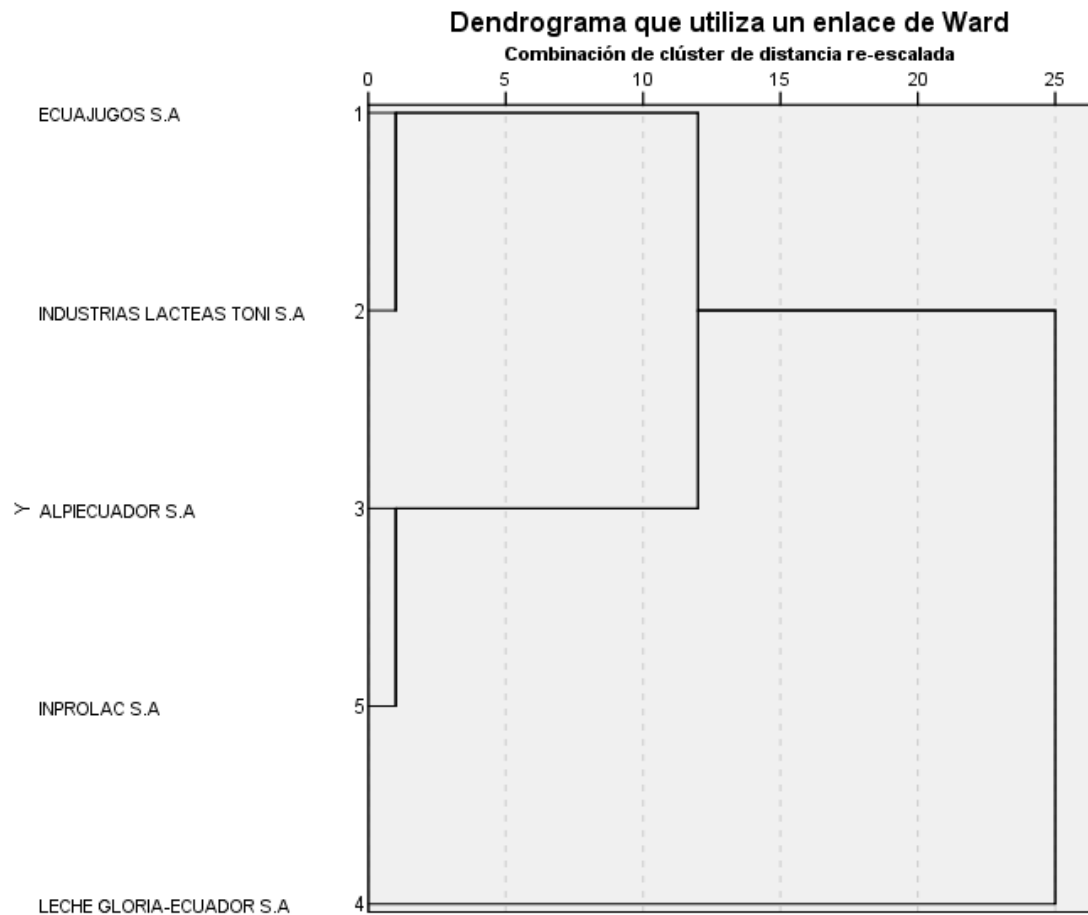 Dendrograma que utiliza un enlace de Ward
Combinación de clúster de distancia re-escalada
0 5 10 15 20 25
ECUAJUGOS S.A 1
INDUSTRIAS LACTEAS TONI S.A 2
Y ALPIECUADOR S.A 3
INPROLAC S.A 5
LECHE GLORIA-ECUADOR S.A 4